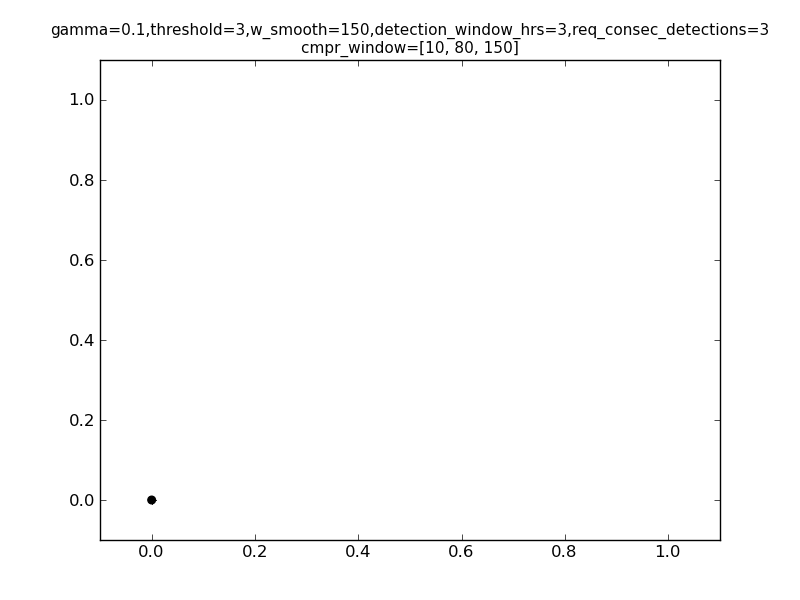 gamma=0.1,threshold=3,w_smooth=150,detection_window_hrs=3,req_consec_detections=3
cmpr_window=[10, 80, 150]
1.0
0.8
0.6
0.4
0.2
0.0
0.0 0.2 0.4 0.6 0.8 1.0